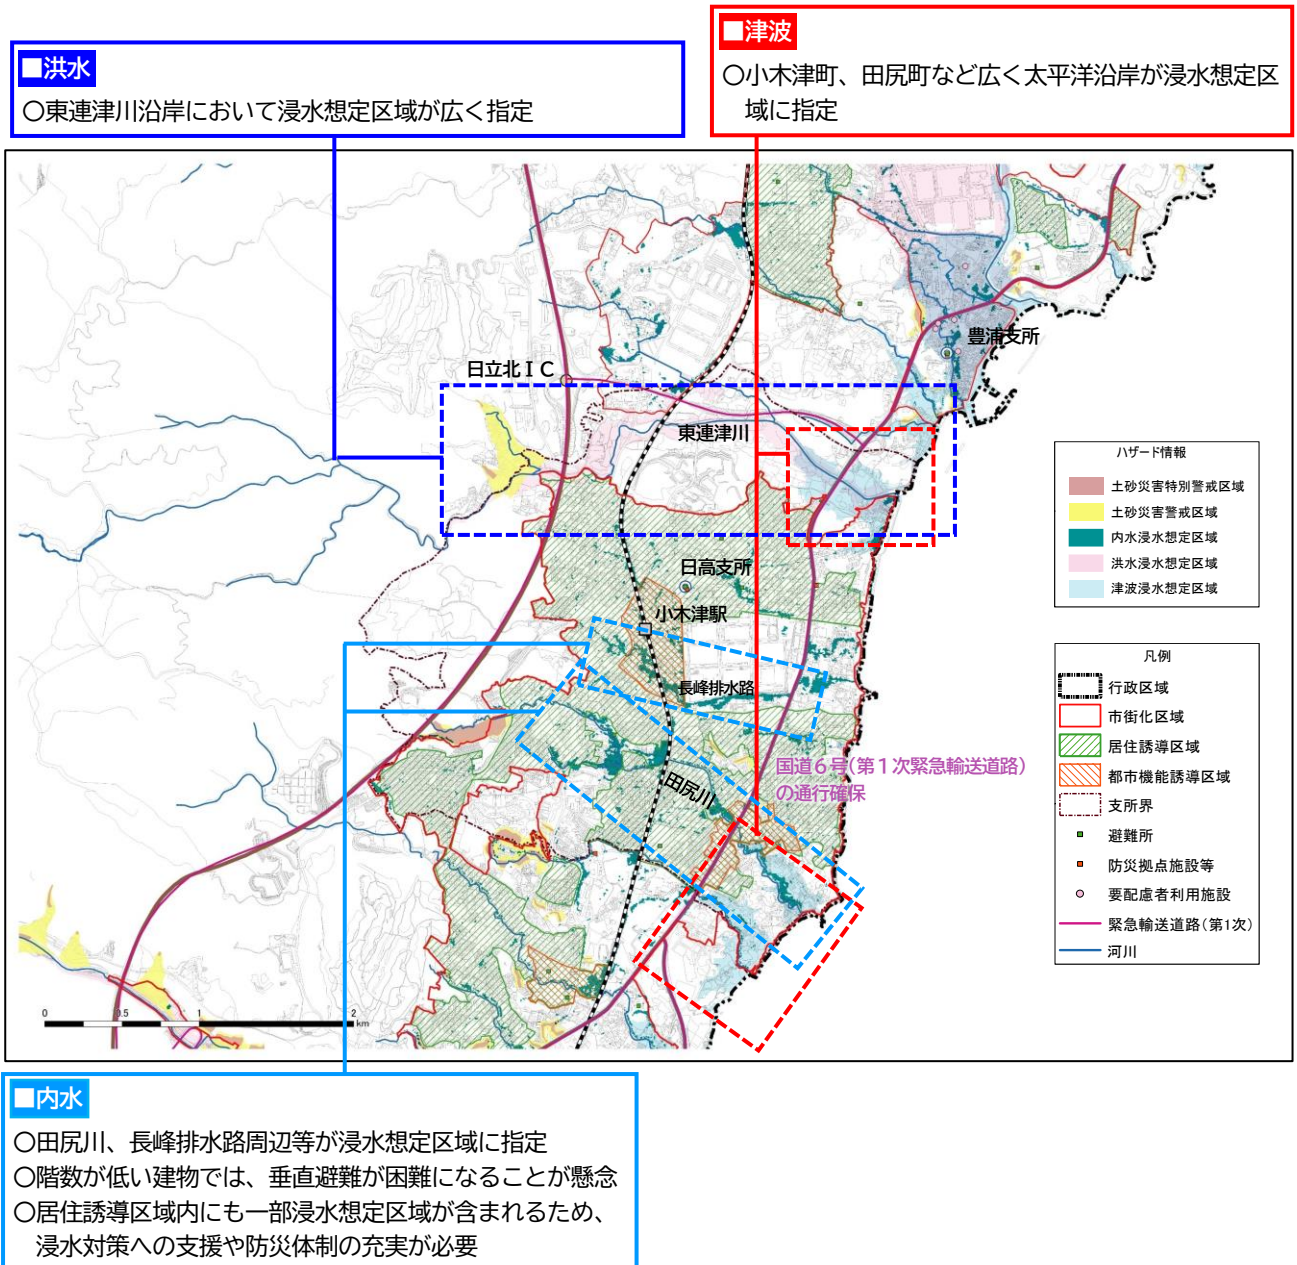 ■洪水
〇東連津川沿岸において浸水想定区域が広く指定
■津波
〇小木津町、田尻町など広く太平洋沿岸が浸水想定区
域に指定
豊浦支所
日立北ＩＣ
東連津川
日高支所
小木津駅
長峰排水路
国道６号(第１次緊急輸送道路)
の通行確保
田尻川
ハザード情報
土砂災害特別警戒区域
土砂災害警戒区域
内水浸水想定区域
洪水浸水想定区域
津波浸水想定区域
凡例
行政区域
市街化区域
居住誘導区域
都市機能誘導区域
支所界
避難所
防災拠点施設等
要配慮者利用施設
緊急輸送道路(第1次)
河川
0 0.5 1 2
km
■内水
〇田尻川、長峰排水路周辺等が浸水想定区域に指定
〇階数が低い建物では、垂直避難が困難になることが懸念
〇居住誘導区域内にも一部浸水想定区域が含まれるため、
浸水対策への支援や防災体制の充実が必要